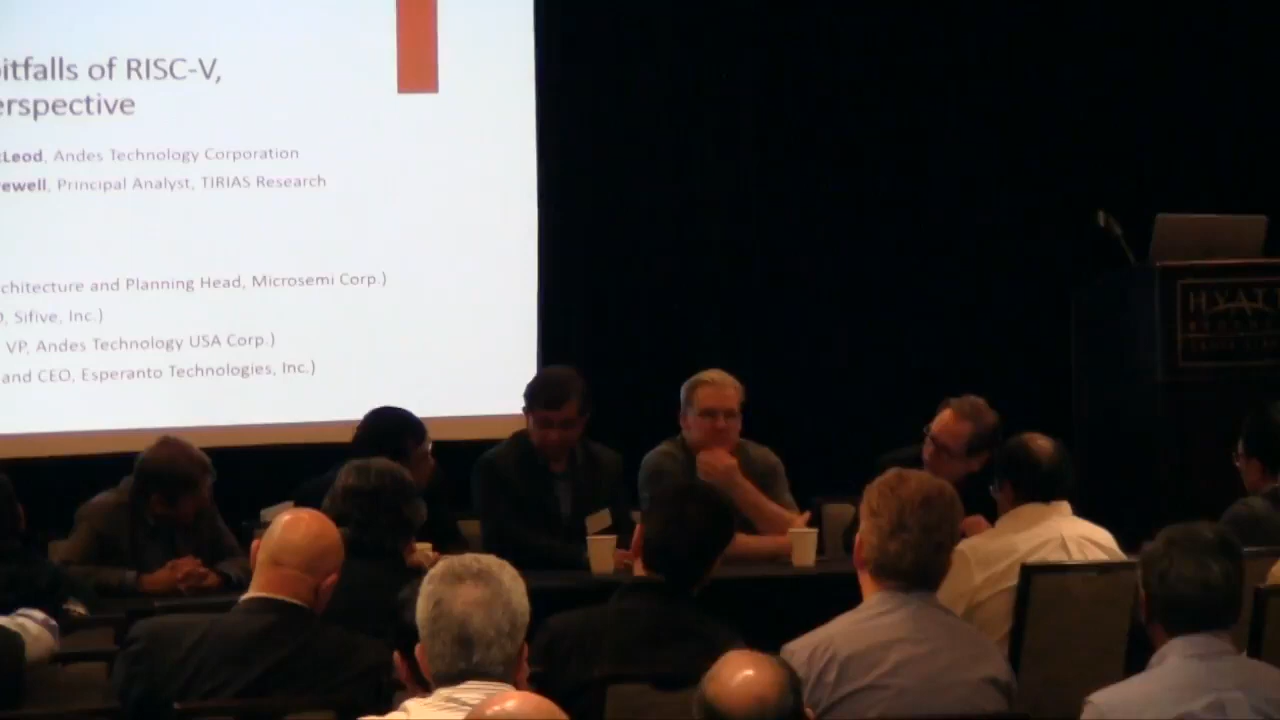 itfalls of RISC-V,
erspective
Leod, Andes Technology Corporation
ewell, Principal Analyst, TIRIAS Research
chitecture and Planning Head, Microsemi Corp.)
, Sifive, Inc.)
VP, Andes Technology USA Corp.)
and CEO, Esperanto Technologies, Inc.)
HYAT